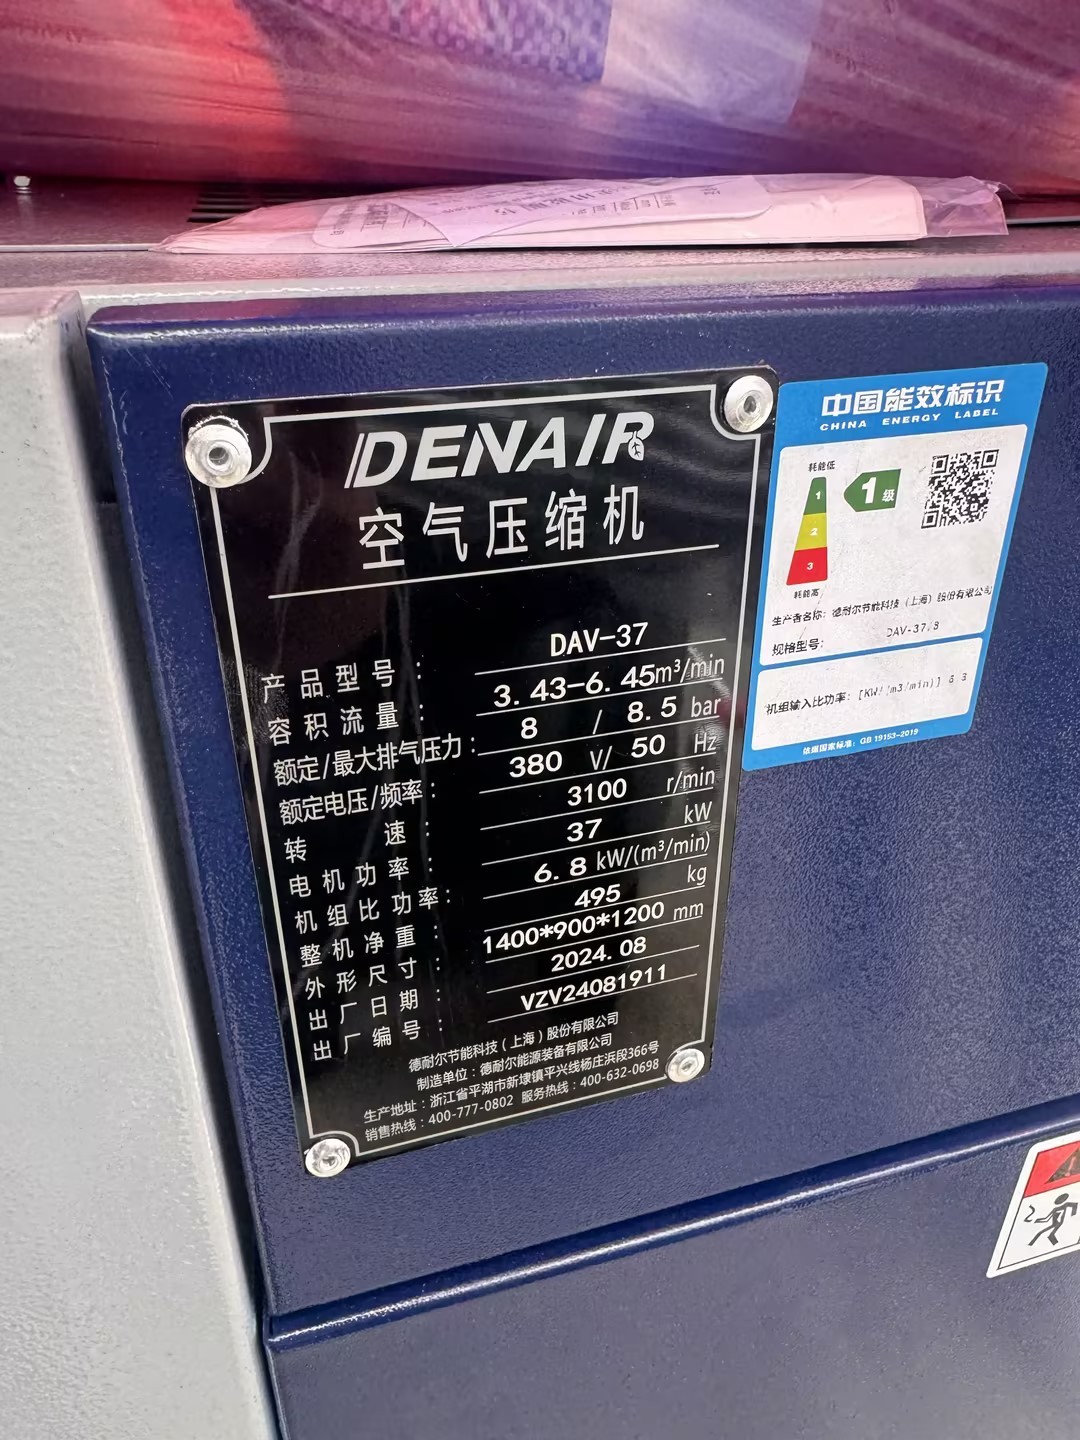 DENAIR
空气压缩机
产品型号： DAV-37
容积流量： 3.43-6.45m³/min
额定/最大排气压力： 8 / 8.5 bar
额定电压/频率： 380 V/ 50 Hz
转速： 3100 r/min
电机功率： 37 kW
机组比功率： 6.8 kW/(m³/min)
整机净重： 495 kg
外形尺寸： 1400*900*1200 mm
出厂日期： 2024.08
出厂编号： VZV24081911
德耐尔节能科技（上海）股份有限公司
制造单位：德耐尔能源装备有限公司
生产地址：浙江省平湖市新埭镇平兴线杨庄浜段366号
销售热线：400-777-0802 服务热线：400-632-0698
中国能效标识
CHINA ENERGY LABEL
耗能低
1
2
3
1级
耗能高
生产者名称：德耐尔节能科技（上海）股份有限公司
规格型号： DAV-37/8
机组输入比功率：[KW/(m3/min)]
依据国家标准：GB 19153-2019